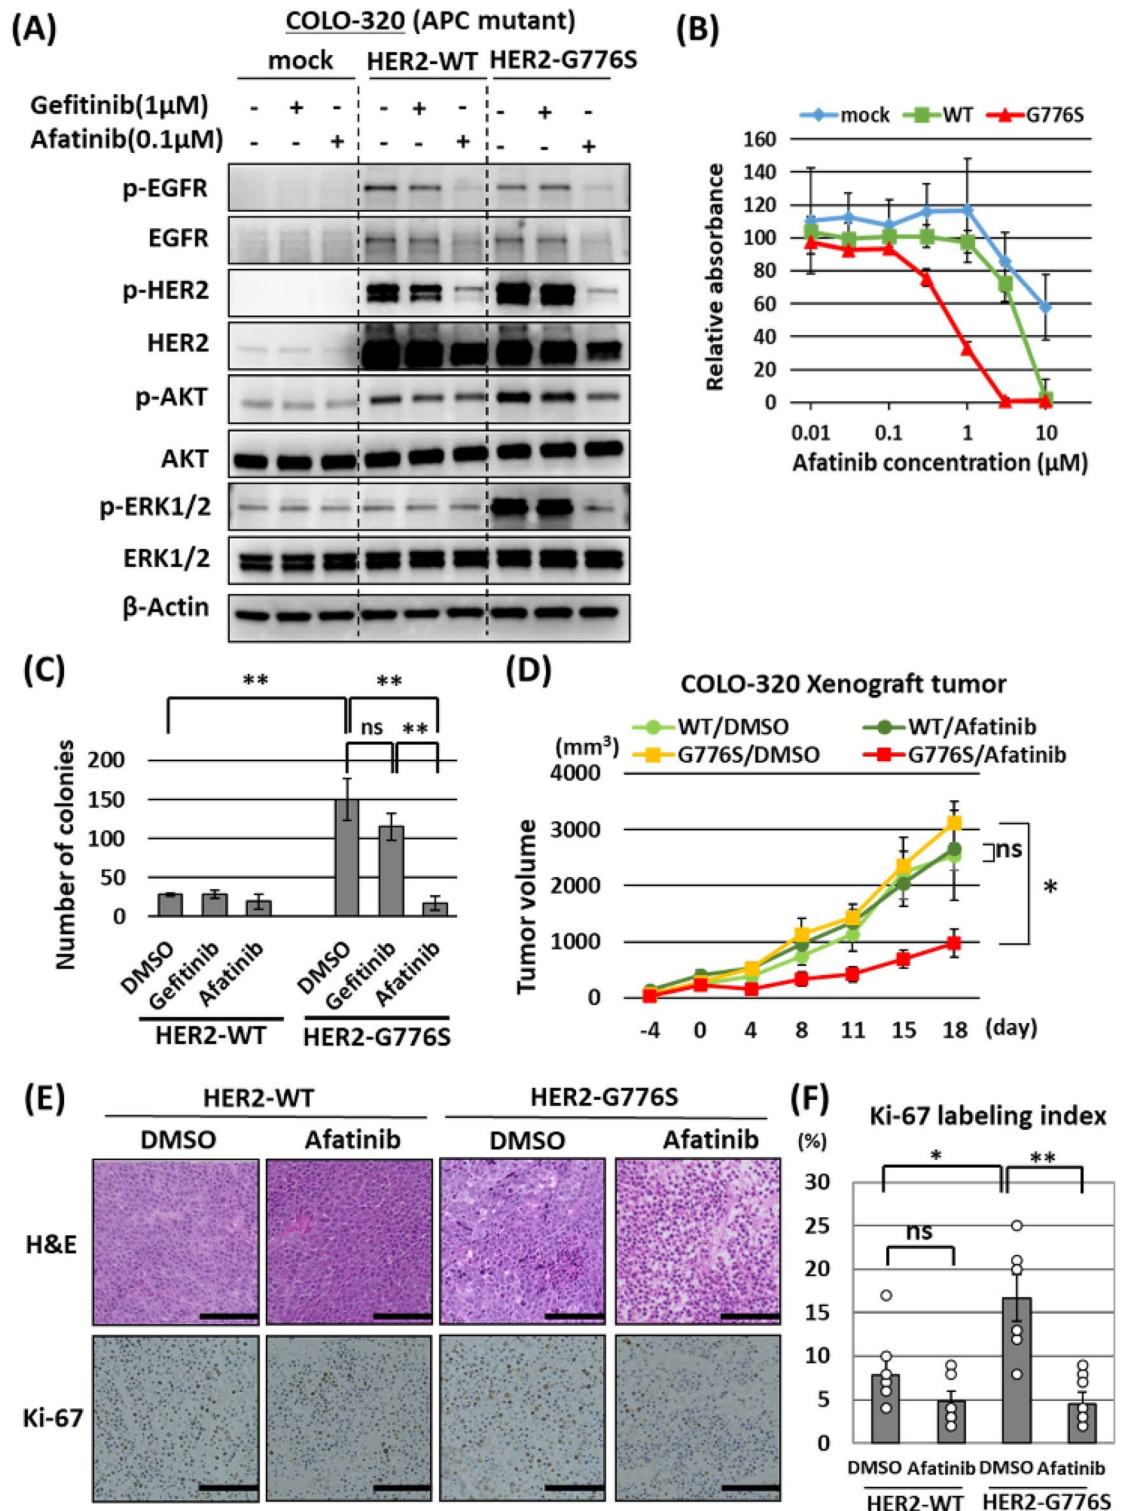 (A)
COLO-320 (APC mutant)
mock HER2-WT HER2-G776S
Gefitinib(1μM) - + - - + - - + -
Afatinib(0.1μM) - - + - - + - - +
p-EGFR
EGFR
p-HER2
HER2
p-AKT
AKT
p-ERK1/2
ERK1/2
β-Actin
(B)
mock WT G776S
Relative absorbance
160
140
120
100
80
60
40
20
0
0.01 0.1 1 10
Afatinib concentration (μM)
(C)
** **
ns **
Number of colonies
200
150
100
50
0
DMSO Gefitinib Afatinib DMSO Gefitinib Afatinib
HER2-WT HER2-G776S
(D)
COLO-320 Xenograft tumor
WT/DMSO WT/Afatinib
G776S/DMSO G776S/Afatinib
(mm³)
Tumor volume
4000
3000
2000
1000
0
ns
*
-4 0 4 8 11 15 18 (day)
(E)
HER2-WT HER2-G776S
DMSO Afatinib DMSO Afatinib
H&E
Ki-67
(F)
Ki-67 labeling index
(%)
* **
ns
30
25
20
15
10
5
0
DMSO Afatinib DMSO Afatinib
HER2-WT HER2-G776S